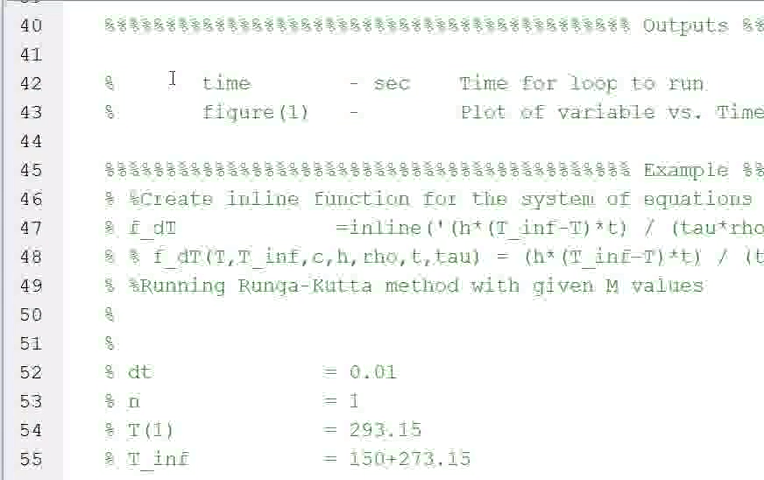 40 %%%%%%%%%%%%%%%%%%%%%%%%%%%%%%%%%%%%%%%%%%% Outputs %%
41
42 % time - sec Time for loop to run
43 % figure(1) - Plot of variable vs. Time
44
45 %%%%%%%%%%%%%%%%%%%%%%%%%%%%%%%%%%%%%%%%%%% Example %%
46 % %Create inline function for the system of equations
47 % f_dT =inline('(h*(T_inf-T)*t) / (tau*rho
48 % % f_dT(T,T_inf,c,h,rho,t,tau) = (h*(T_inf-T)*t) / (t
49 % %Running Runga-Kutta method with given M values
50 %
51 %
52 % dt = 0.01
53 % n = 1
54 % T(1) = 293.15
55 % T_inf = 150+273.15